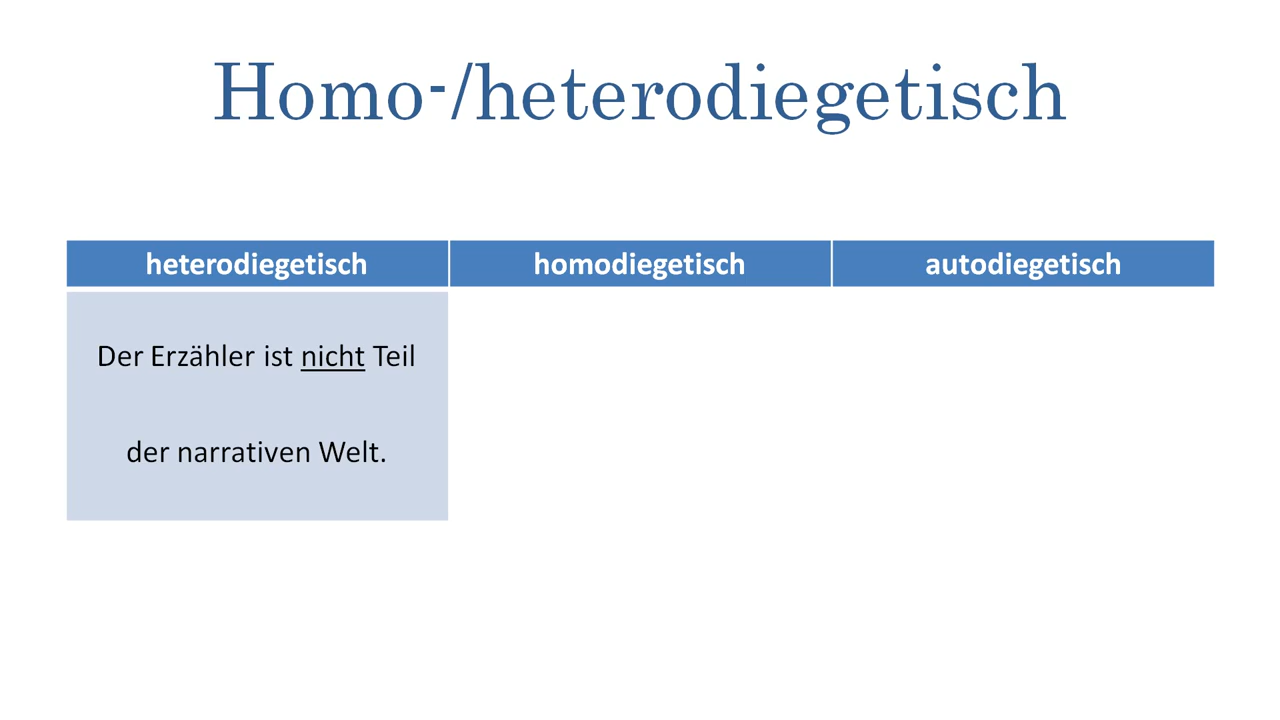 Homo-/heterodiegetisch
heterodiegetisch
homodiegetisch
autodiegetisch
Der Erzähler ist nicht Teil
der narrativen Welt.